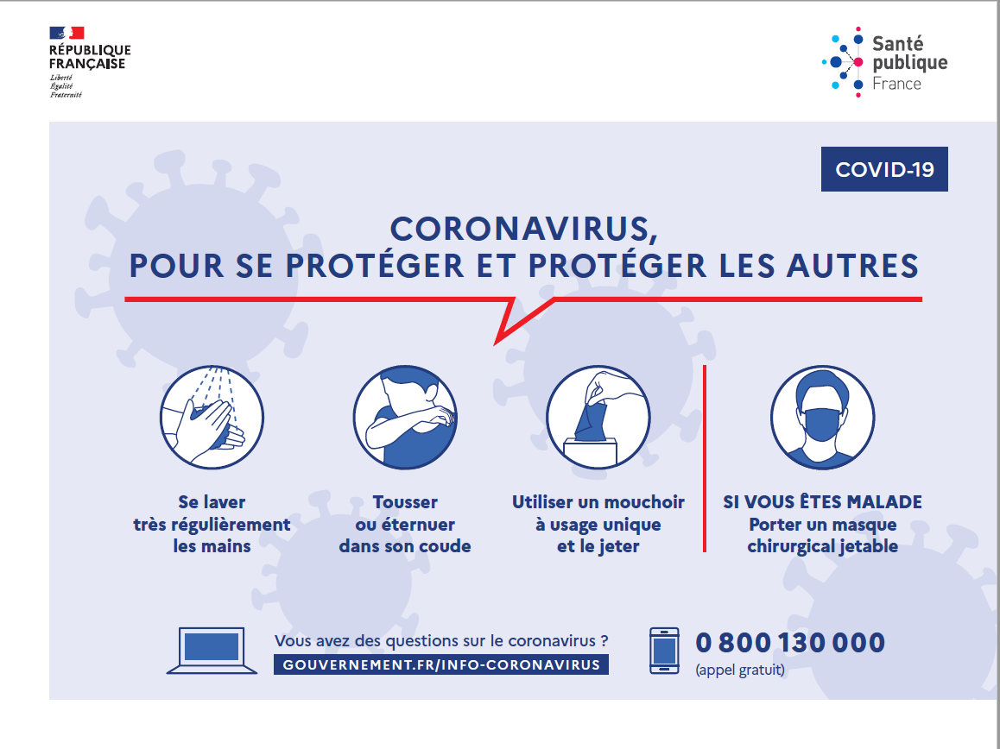 RÉPUBLIQUE
FRANÇAISE
Liberté
Égalité
Fraternité
Santé
publique
France
COVID-19
CORONAVIRUS,
POUR SE PROTÉGER ET PROTÉGER LES AUTRES
Se laver
très régulièrement
les mains
Tousser
ou éternuer
dans son coude
Utiliser un mouchoir
à usage unique
et le jeter
SI VOUS ÊTES MALADE
Porter un masque
chirurgical jetable
Vous avez des questions sur le coronavirus ?
GOUVERNEMENT.FR/INFO-CORONAVIRUS
0 800 130 000
(appel gratuit)